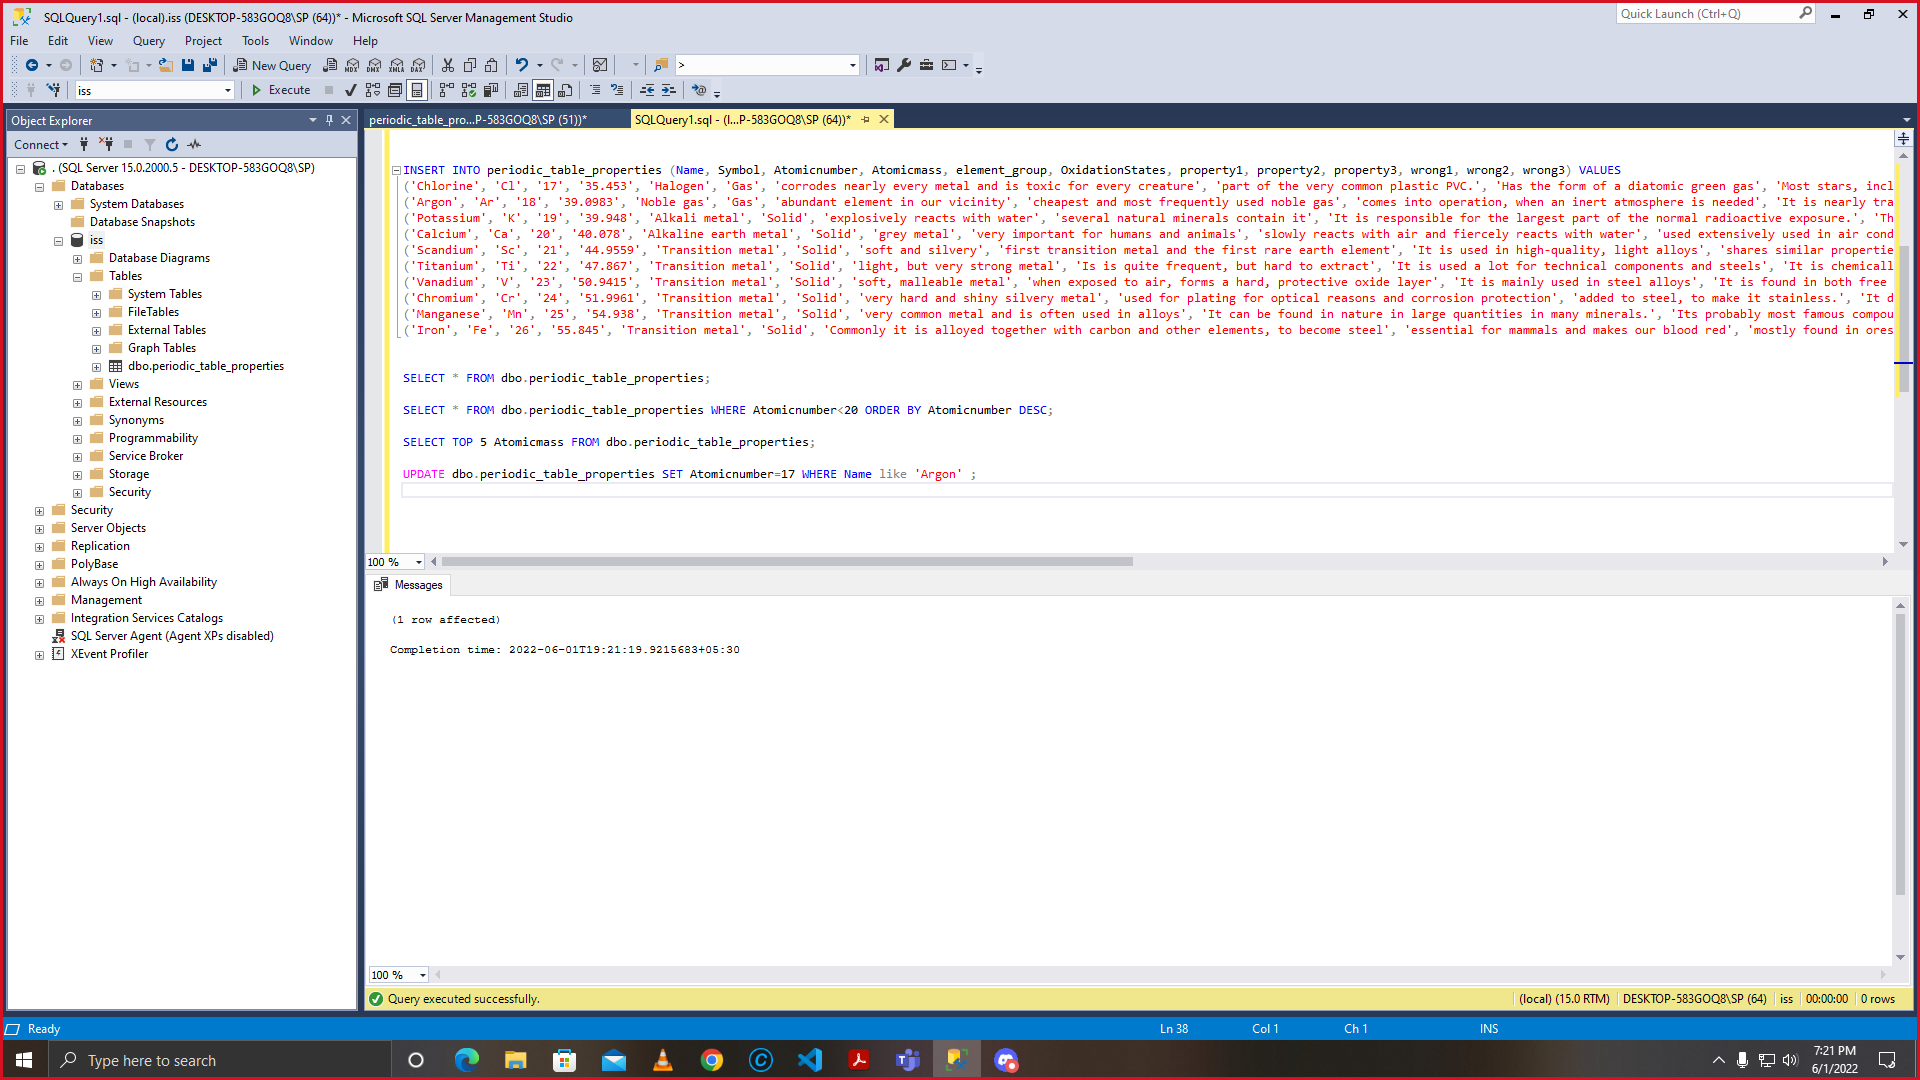 SQLQuery1.sql - (local).iss (DESKTOP-583GOQ8\SP (64))* - Microsoft SQL Server Management Studio
Quick Launch (Ctrl+Q)
File Edit View Query Project Tools Window Help
New Query MDX DMX XMLA DAX >
iss Execute
Object Explorer
Connect
. (SQL Server 15.0.2000.5 - DESKTOP-583GOQ8\SP)
Databases
System Databases
Database Snapshots
iss
Database Diagrams
Tables
System Tables
FileTables
External Tables
Graph Tables
dbo.periodic_table_properties
Views
External Resources
Synonyms
Programmability
Service Broker
Storage
Security
Security
Server Objects
Replication
PolyBase
Always On High Availability
Management
Integration Services Catalogs
SQL Server Agent (Agent XPs disabled)
XEvent Profiler
periodic_table_pro...P-583GOQ8\SP (51))* SQLQuery1.sql - (l...P-583GOQ8\SP (64))*
INSERT INTO periodic_table_properties (Name, Symbol, Atomicnumber, Atomicmass, element_group, OxidationStates, property1, property2, property3, wrong1, wrong2, wrong3) VALUES
('Chlorine', 'Cl', '17', '35.453', 'Halogen', 'Gas', 'corrodes nearly every metal and is toxic for every creature', 'part of the very common plastic PVC.', 'Has the form of a diatomic green gas', 'Most stars, incl
('Argon', 'Ar', '18', '39.0983', 'Noble gas', 'Gas', 'abundant element in our vicinity', 'cheapest and most frequently used noble gas', 'comes into operation, when an inert atmosphere is needed', 'It is nearly tra
('Potassium', 'K', '19', '39.948', 'Alkali metal', 'Solid', 'explosively reacts with water', 'several natural minerals contain it', 'It is responsible for the largest part of the normal radioactive exposure.', 'Th
('Calcium', 'Ca', '20', '40.078', 'Alkaline earth metal', 'Solid', 'grey metal', 'very important for humans and animals', 'slowly reacts with air and fiercely reacts with water', 'used extensively used in air cond
('Scandium', 'Sc', '21', '44.9559', 'Transition metal', 'Solid', 'soft and silvery', 'first transition metal and the first rare earth element', 'It is used in high-quality, light alloys', 'shares similar propertie
('Titanium', 'Ti', '22', '47.867', 'Transition metal', 'Solid', 'light, but very strong metal', 'Is is quite frequent, but hard to extract', 'It is used a lot for technical components and steels', 'It is chemicall
('Vanadium', 'V', '23', '50.9415', 'Transition metal', 'Solid', 'soft, malleable metal', 'when exposed to air, forms a hard, protective oxide layer', 'It is mainly used in steel alloys', 'It is found in both free
('Chromium', 'Cr', '24', '51.9961', 'Transition metal', 'Solid', 'very hard and shiny silvery metal', 'used for plating for optical reasons and corrosion protection', 'added to steel, to make it stainless.', 'It d
('Manganese', 'Mn', '25', '54.938', 'Transition metal', 'Solid', 'very common metal and is often used in alloys', 'It can be found in nature in large quantities in many minerals.', 'Its probably most famous compou
('Iron', 'Fe', '26', '55.845', 'Transition metal', 'Solid', 'Commonly it is alloyed together with carbon and other elements, to become steel', 'essential for mammals and makes our blood red', 'mostly found in ores
SELECT * FROM dbo.periodic_table_properties;
SELECT * FROM dbo.periodic_table_properties WHERE Atomicnumber<20 ORDER BY Atomicnumber DESC;
SELECT TOP 5 Atomicmass FROM dbo.periodic_table_properties;
UPDATE dbo.periodic_table_properties SET Atomicnumber=17 WHERE Name like 'Argon' ;
100 %
Messages
(1 row affected)
Completion time: 2022-06-01T19:21:19.9215683+05:30
100 %
Query executed successfully. (local) (15.0 RTM) DESKTOP-583GOQ8\SP (64) iss 00:00:00 0 rows
Ready Ln 38 Col 1 Ch 1 INS
Type here to search
7:21 PM
6/1/2022